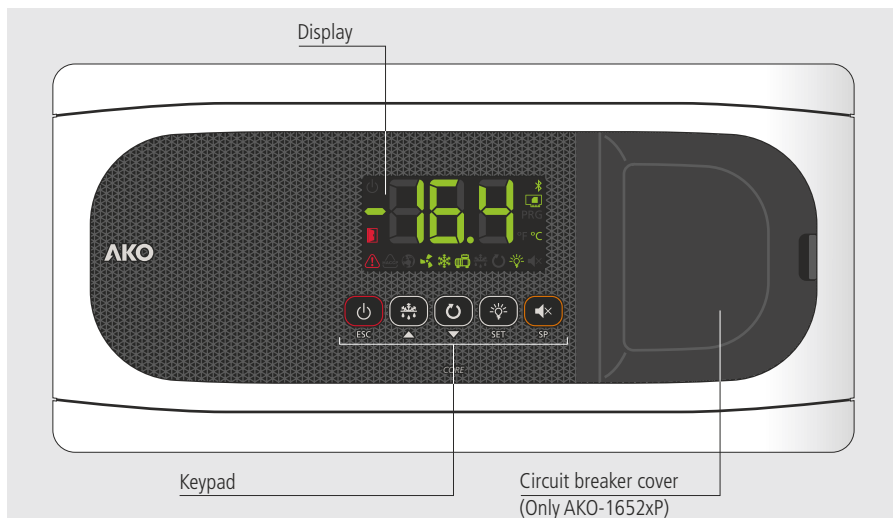 Display
-16.4
PRG
°F °C
AKO
ESC
SET
SP
CORE
Keypad
Circuit breaker cover
(Only AKO-1652xP)